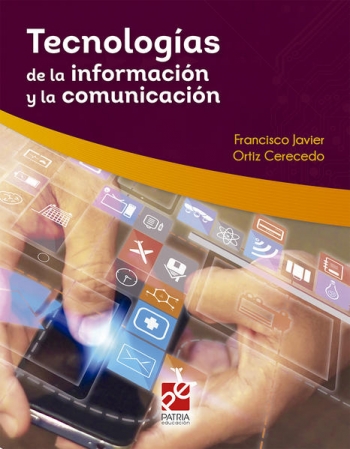 Tecnologías
de la información
y la comunicación
Francisco Javier
Ortiz Cerecedo
PATRIA
educación